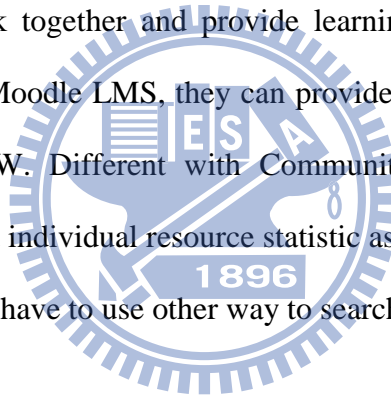 k together and provide learnin
Moodle LMS, they can provide
W. Different with Communit
individual resource statistic as
have to use other way to search
ES
A
1896